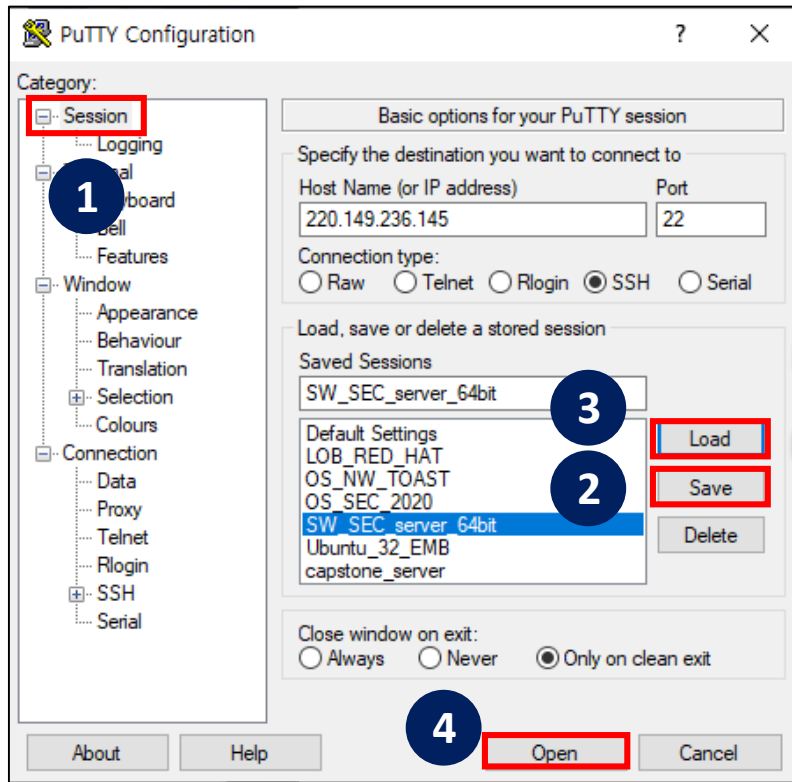 PuTTY Configuration
?
Category:
Session
Logging
Bell
Features
Window
Appearance
Behaviour
Translation
Selection
Colours
Connection
Data
Proxy
Telnet
Rlogin
SSH
Serial
1
Basic options for your PuTTY session
Specify the destination you want to connect to
Host Name (or IP address) Port
220.149.236.145 22
Connection type:
Raw Telnet Rlogin SSH Serial
Load, save or delete a stored session
Saved Sessions
SW_SEC_server_64bit
3
Default Settings
LOB_RED_HAT
OS_NW_TOAST
OS_SEC_2020
SW_SEC_server_64bit
Ubuntu_32_EMB
capstone_server
Load
2
Save
Delete
Close window on exit:
Always Never Only on clean exit
4
About Help Open Cancel